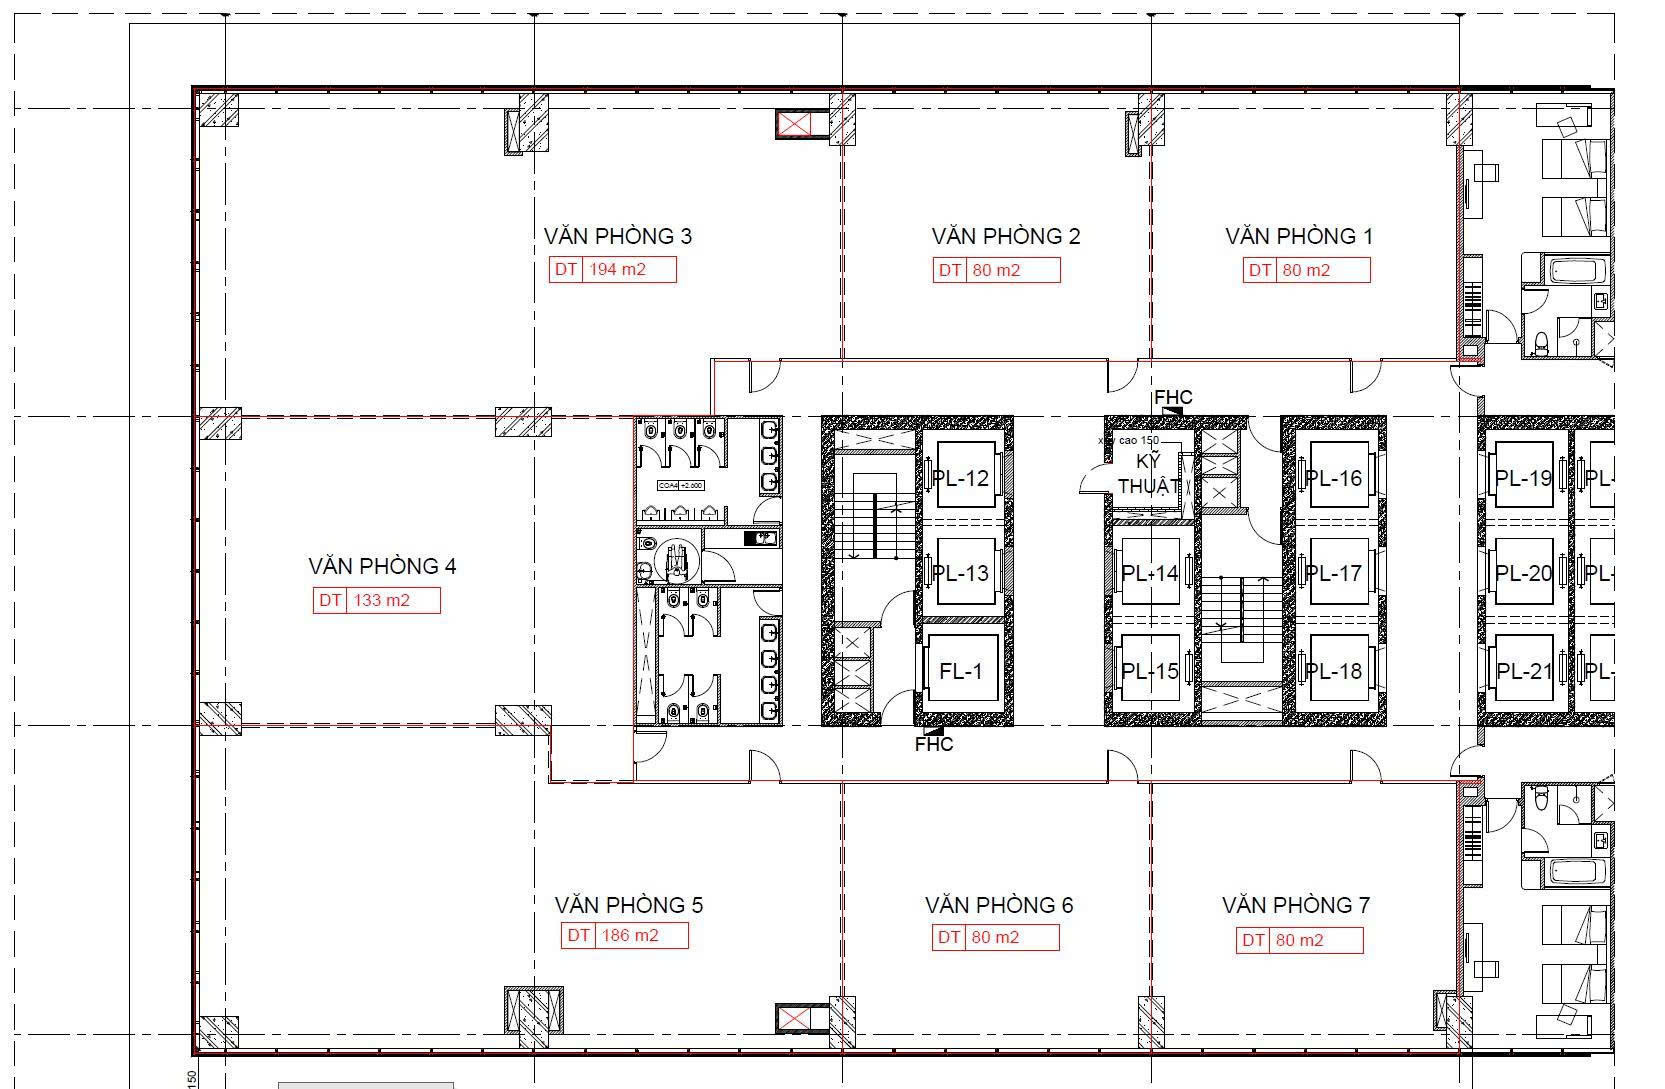 VĂN PHÒNG 3
DT 194 m2
VĂN PHÒNG 2
DT 80 m2
VĂN PHÒNG 1
DT 80 m2
FHC
xây cao 150
KỸ
THUẬT
PL-12
PL-16
PL-19
PL-
COA4 +2.600
VĂN PHÒNG 4
DT 133 m2
PL-13
PL-14
PL-17
PL-20
PL-
FL-1
PL-15
PL-18
PL-21
PL-
FHC
VĂN PHÒNG 5
DT 186 m2
VĂN PHÒNG 6
DT 80 m2
VĂN PHÒNG 7
DT 80 m2
150